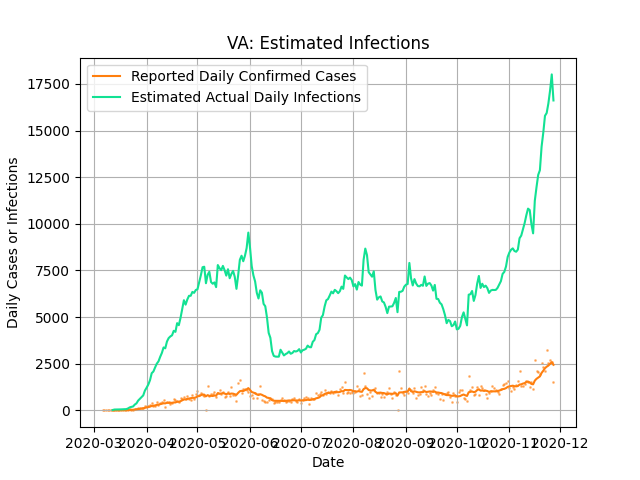 VA: Estimated Infections
Reported Daily Confirmed Cases
Estimated Actual Daily Infections
Daily Cases or Infections
17500
15000
12500
10000
7500
5000
2500
0
2020-03 2020-04 2020-05 2020-06 2020-07 2020-08 2020-09 2020-10 2020-11 2020-12
Date